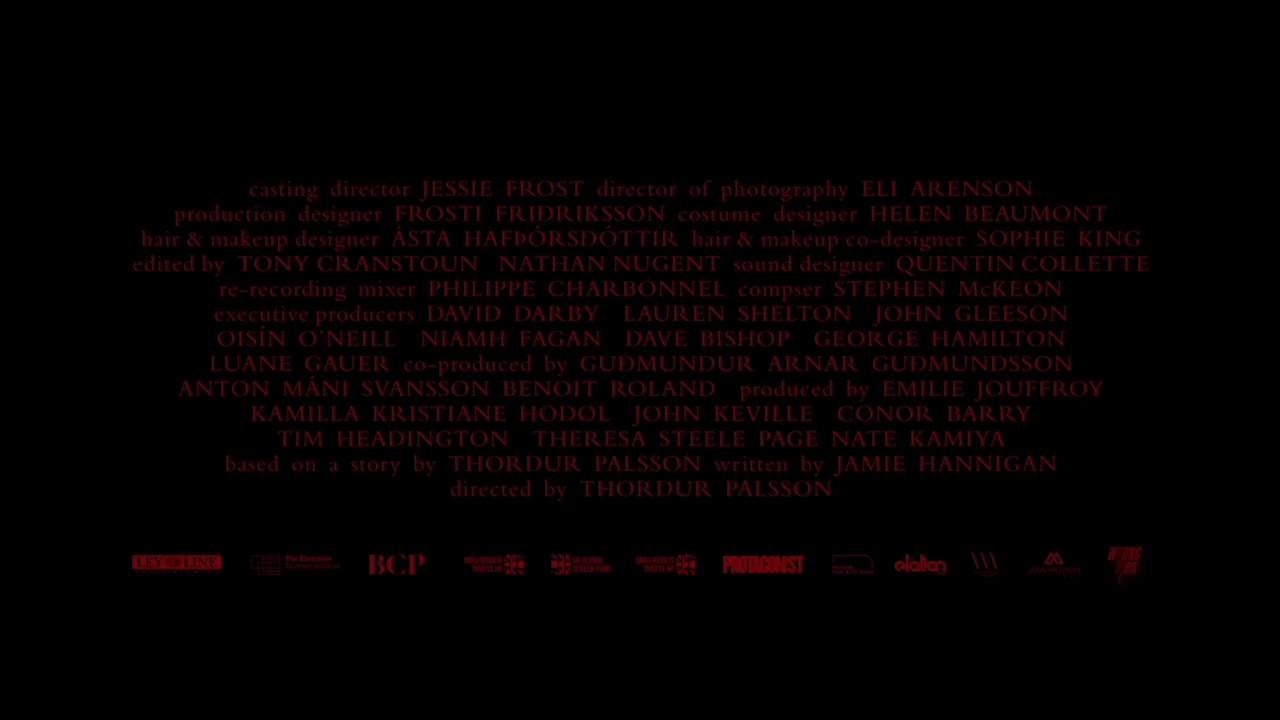 casting director JESSIE FROST director of photography ELI ARENSON
production designer FROSTI FRIÐRIKSSON costume designer HELEN BEAUMONT
hair & makeup designer ÁSTA HAFÞÓRSDÓTTIR hair & makeup co-designer SOPHIE KING
edited by TONY CRANSTOUN NATHAN NUGENT sound designer QUENTIN COLLETTE
re-recording mixer PHILIPPE CHARBONNEL compser STEPHEN McKEON
executive producers DAVID DARBY LAUREN SHELTON JOHN GLEESON
OISÍN O'NEILL NIAMH FAGAN DAVE BISHOP GEORGE HAMILTON
LUANE GAUER co-produced by GUÐMUNDUR ARNAR GUÐMUNDSSON
ANTON MÁNI SVANSSON BENOIT ROLAND produced by EMILIE JOUFFROY
KAMILLA KRISTIANE HODØL JOHN KEVILLE CONOR BARRY
TIM HEADINGTON THERESA STEELE PAGE NATE KAMIYA
based on a story by THORDUR PALSSON written by JAMIE HANNIGAN
directed by THORDUR PALSSON
LEY LINE BCP PROTAGONIST elation